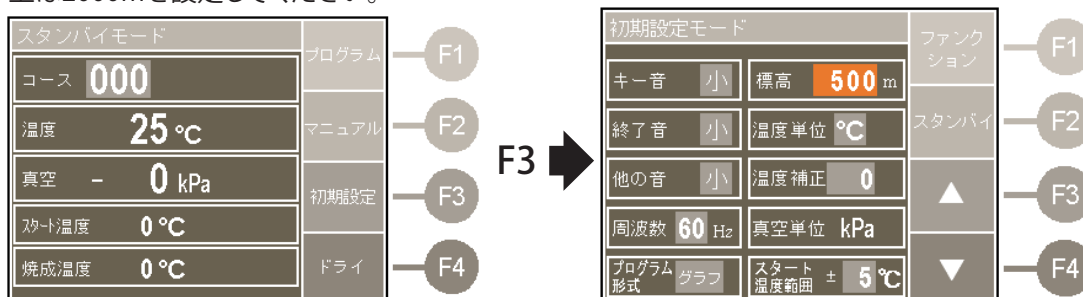 スタンバイモード
プログラム
F1
コース 000
温度 25 ℃
マニュアル
F2
真空 - 0 kPa
初期設定
F3
スタート温度 0 ℃
焼成温度 0 ℃
ドライ
F4
F3
初期設定モード
ファンク
ション
F1
キー音 小 標高 500 m
終了音 小 温度単位 ℃
スタンバイ
F2
他の音 小 温度補正 0
▲
F3
周波数 60 Hz 真空単位 kPa
プログラム
形式 グラフ
スタート
温度範囲 ± 5 ℃
▼
F4